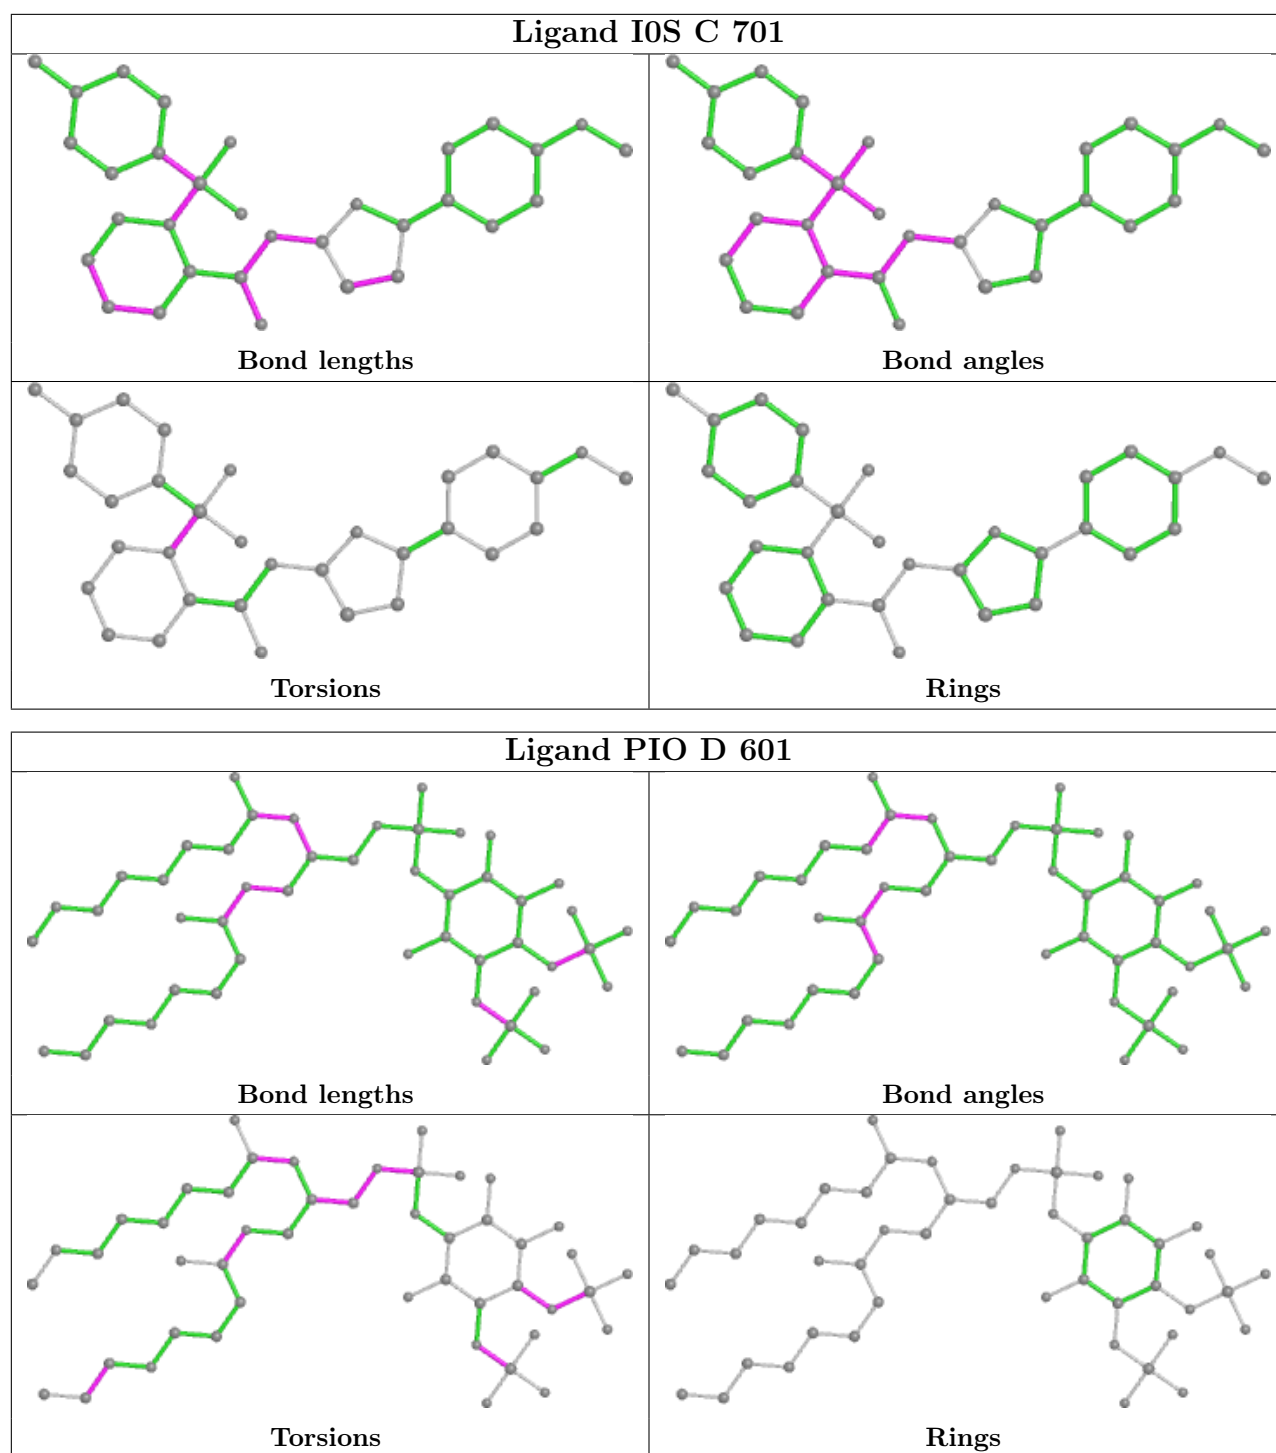 Ligand I0S C 701
Bond lengths
Bond angles
Torsions
Rings
Ligand PIO D 601
Bond lengths
Bond angles
Torsions
Rings